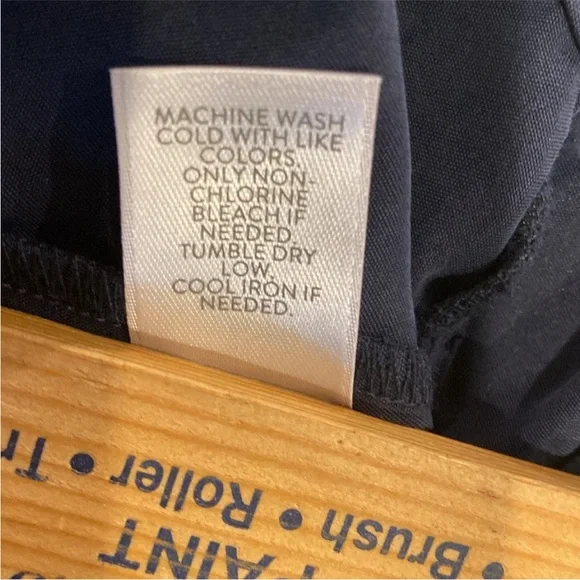 MACHINE WASH
COLD WITH LIKE
COLORS.
ONLY NON-
CHLORINE
BLEACH IF
NEEDED.
TUMBLE DRY
LOW.
COOL IRON IF
NEEDED.
PAINT
Brush • Roller • Tr